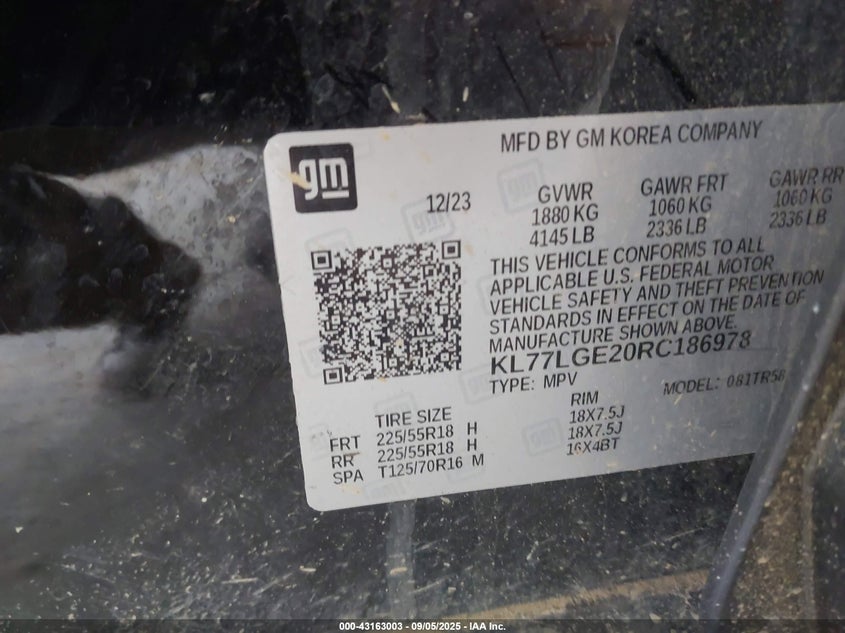 MFD BY GM KOREA COMPANY
gm
12/23
GVWR GAWR FRT GAWR RR
1880 KG 1060 KG 1060 KG
4145 LB 2336 LB 2336 LB
THIS VEHICLE CONFORMS TO ALL
APPLICABLE U.S. FEDERAL MOTOR
VEHICLE SAFETY AND THEFT PREVENTION
STANDARDS IN EFFECT ON THE DATE OF
MANUFACTURE SHOWN ABOVE.
KL77LGE20RC186978
TYPE: MPV MODEL: 081TR58
TIRE SIZE RIM
FRT 225/55R18 H 18X7.5J
RR 225/55R18 H 18X7.5J
SPA T125/70R16 M 16X4BT
000-43163003 - 09/05/2025 - IAA Inc.